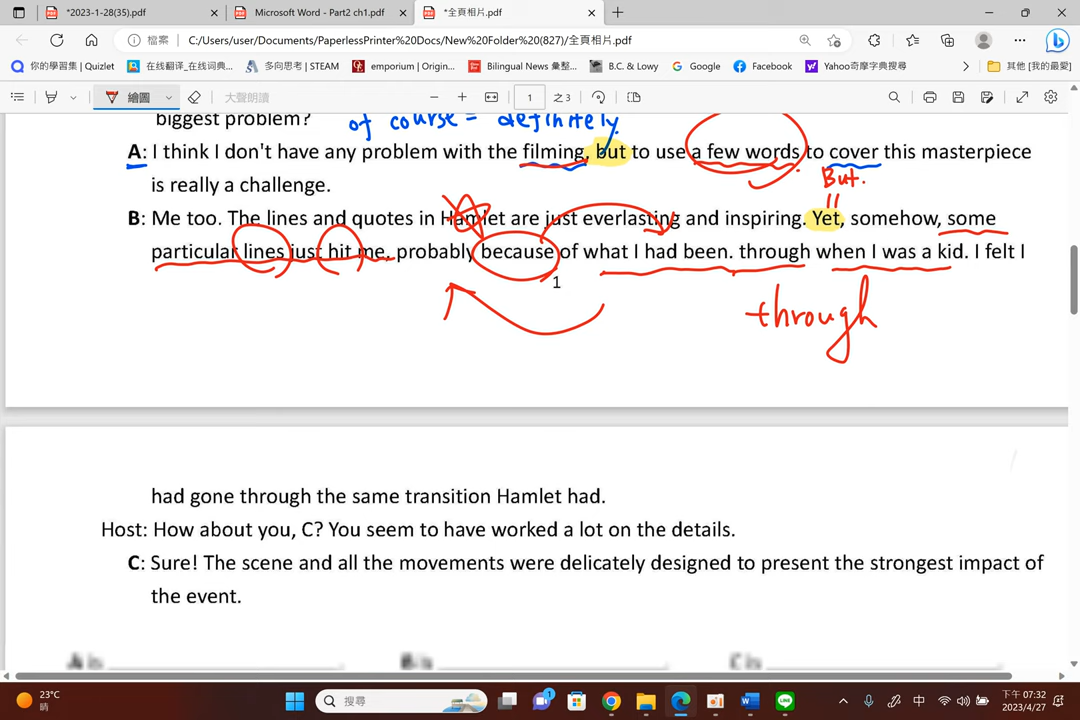 *2023-1-28(35).pdf
Microsoft Word - Part2 ch1.pdf
*全頁相片.pdf
檔案
C:/Users/user/Documents/PaperlessPrinter%20Docs/New%20Folder%20(827)/全頁相片.pdf
你的學習集 | Quizlet
在线翻译_在线词典...
多向思考 | STEAM
emporium | Origin...
Bilingual News 彙整...
B.C. & Lowy
Google
Facebook
Yahoo奇摩字典搜尋
其他 [我的最愛]
繪圖
大聲朗讀
1
之 3
biggest problem?
of course = definitely
A: I think I don't have any problem with the filming, but to use a few words to cover this masterpiece
is really a challenge.
But.
B: Me too. The lines and quotes in Hamlet are just everlasting and inspiring. Yet, somehow, some
particular lines just hit me, probably because of what I had been. through when I was a kid. I felt I
1
through
had gone through the same transition Hamlet had.
Host: How about you, C? You seem to have worked a lot on the details.
C: Sure! The scene and all the movements were delicately designed to present the strongest impact of
the event.
23°C
晴
搜尋
1
中
下午 07:32
2023/4/27